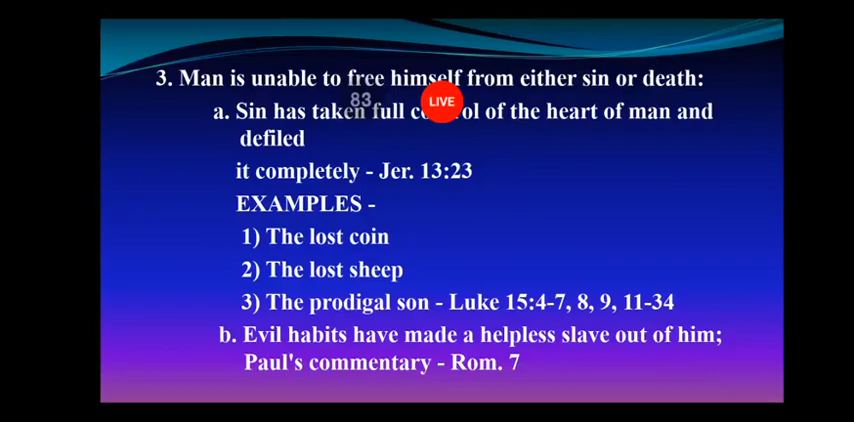 3. Man is unable to free himself from either sin or death:
83
LIVE
a. Sin has taken full control of the heart of man and
defiled
it completely - Jer. 13:23
EXAMPLES -
1) The lost coin
2) The lost sheep
3) The prodigal son - Luke 15:4-7, 8, 9, 11-34
b. Evil habits have made a helpless slave out of him;
Paul's commentary - Rom. 7